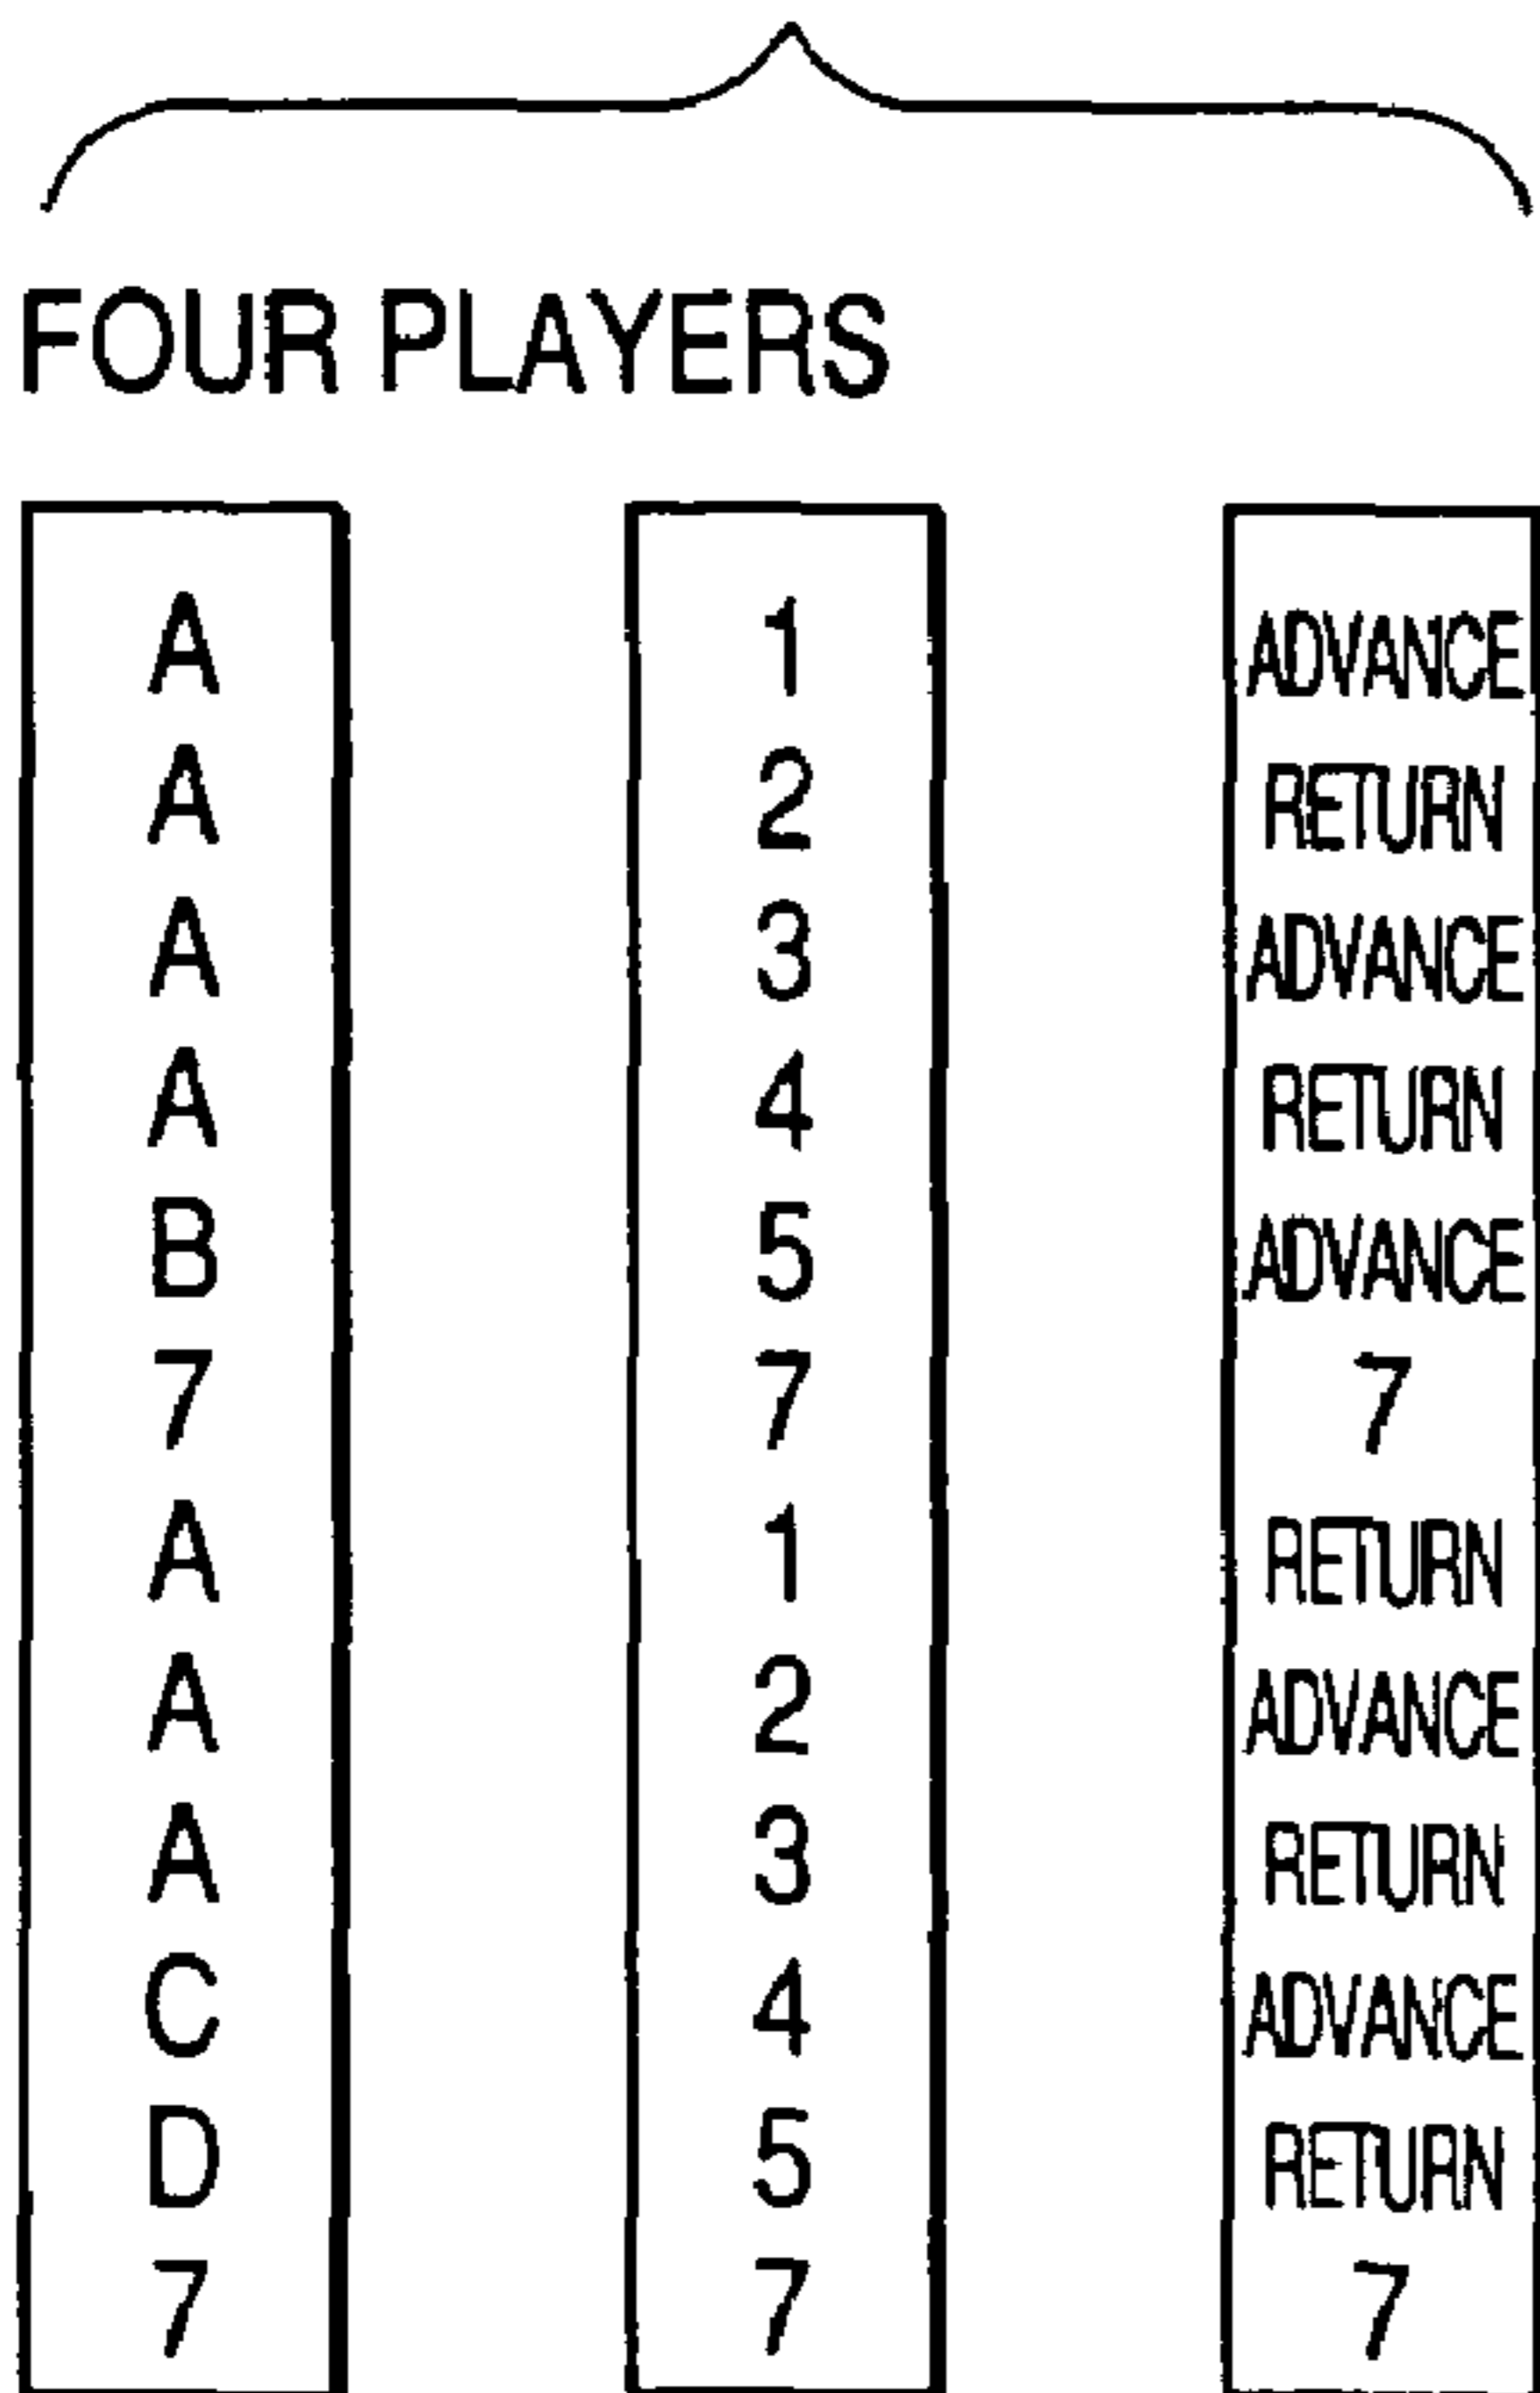 FOUR PLAYERS
A 1 ADVANCE
A 2 RETURN
A 3 ADVANCE
A 4 RETURN
B 5 ADVANCE
7 7 7
A 1 RETURN
A 2 ADVANCE
A 3 RETURN
C 4 ADVANCE
D 5 RETURN
7 7 7